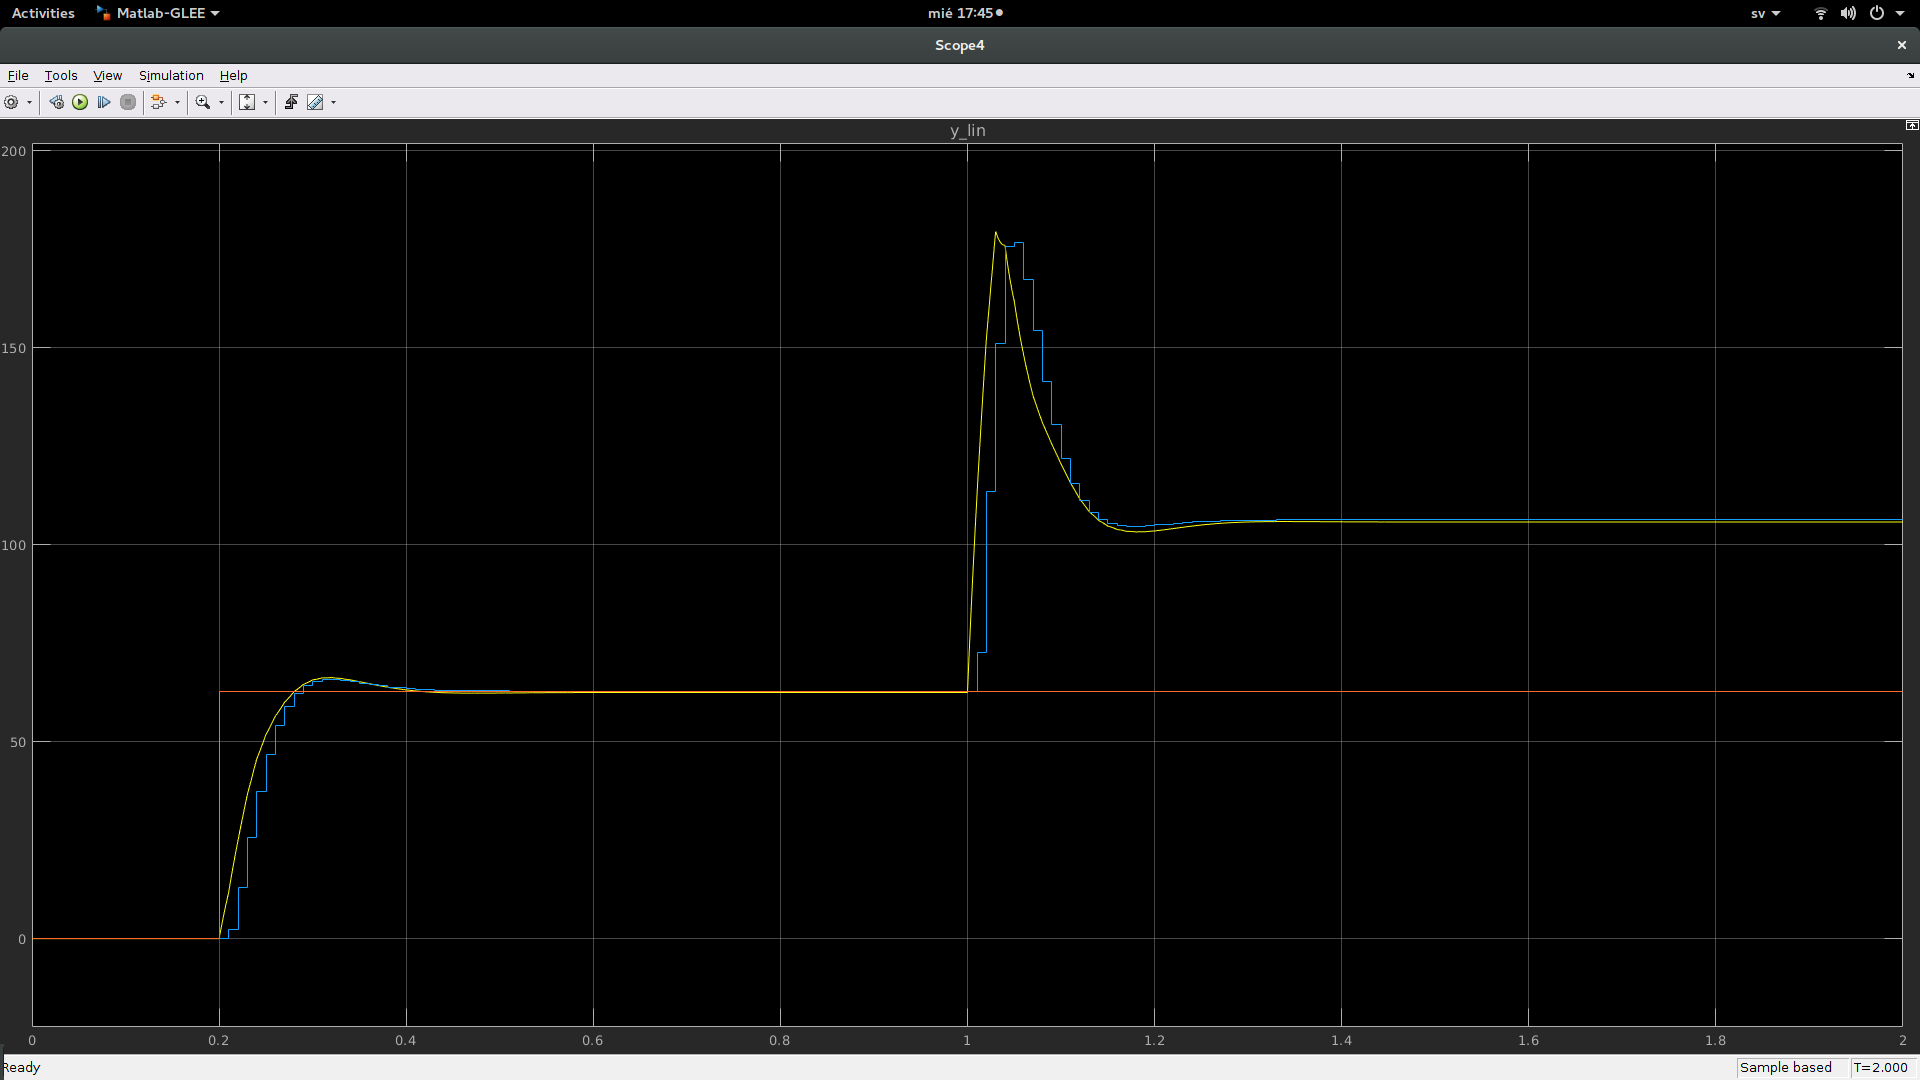 Activities Matlab-GLEE mié 17:45 sv
Scope4
File Tools View Simulation Help
y_lin
200
150
100
50
0
0 0.2 0.4 0.6 0.8 1 1.2 1.4 1.6 1.8 2
Ready Sample based T=2.000